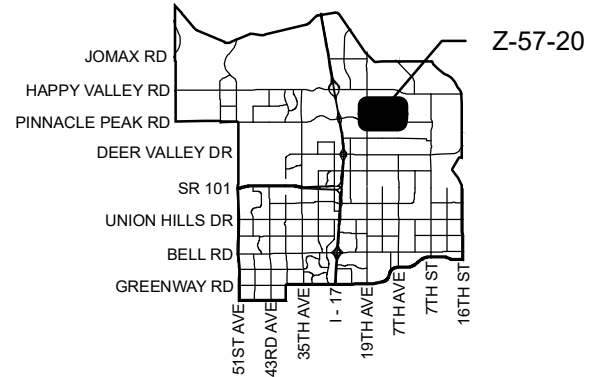 Z-57-20
JOMAX RD
HAPPY VALLEY RD
PINNACLE PEAK RD
DEER VALLEY DR
SR 101
UNION HILLS DR
BELL RD
GREENWAY RD
51ST AVE
43RD AVE
35TH AVE
I - 17
19TH AVE
7TH AVE
7TH ST
16TH ST